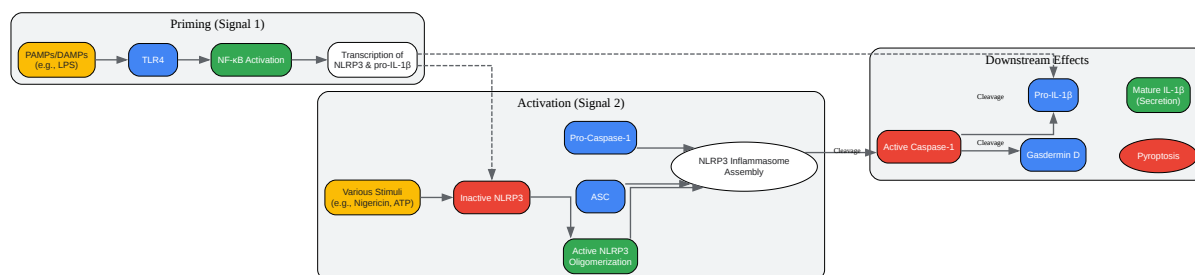 Priming (Signal 1)
PAMPs/DAMPs
(e.g., LPS)
TLR4
NF-κB Activation
Transcription of
NLRP3 & pro-IL-1β
Activation (Signal 2)
Pro-Caspase-1
Various Stimuli
(e.g., Nigericin, ATP)
Inactive NLRP3
ASC
Active NLRP3
Oligomerization
NLRP3 Inflammasome
Assembly
Cleavage
Downstream Effects
Active Caspase-1
Cleavage
Pro-IL-1β
Mature IL-1β
(Secretion)
Cleavage
Gasdermin D
Pyroptosis